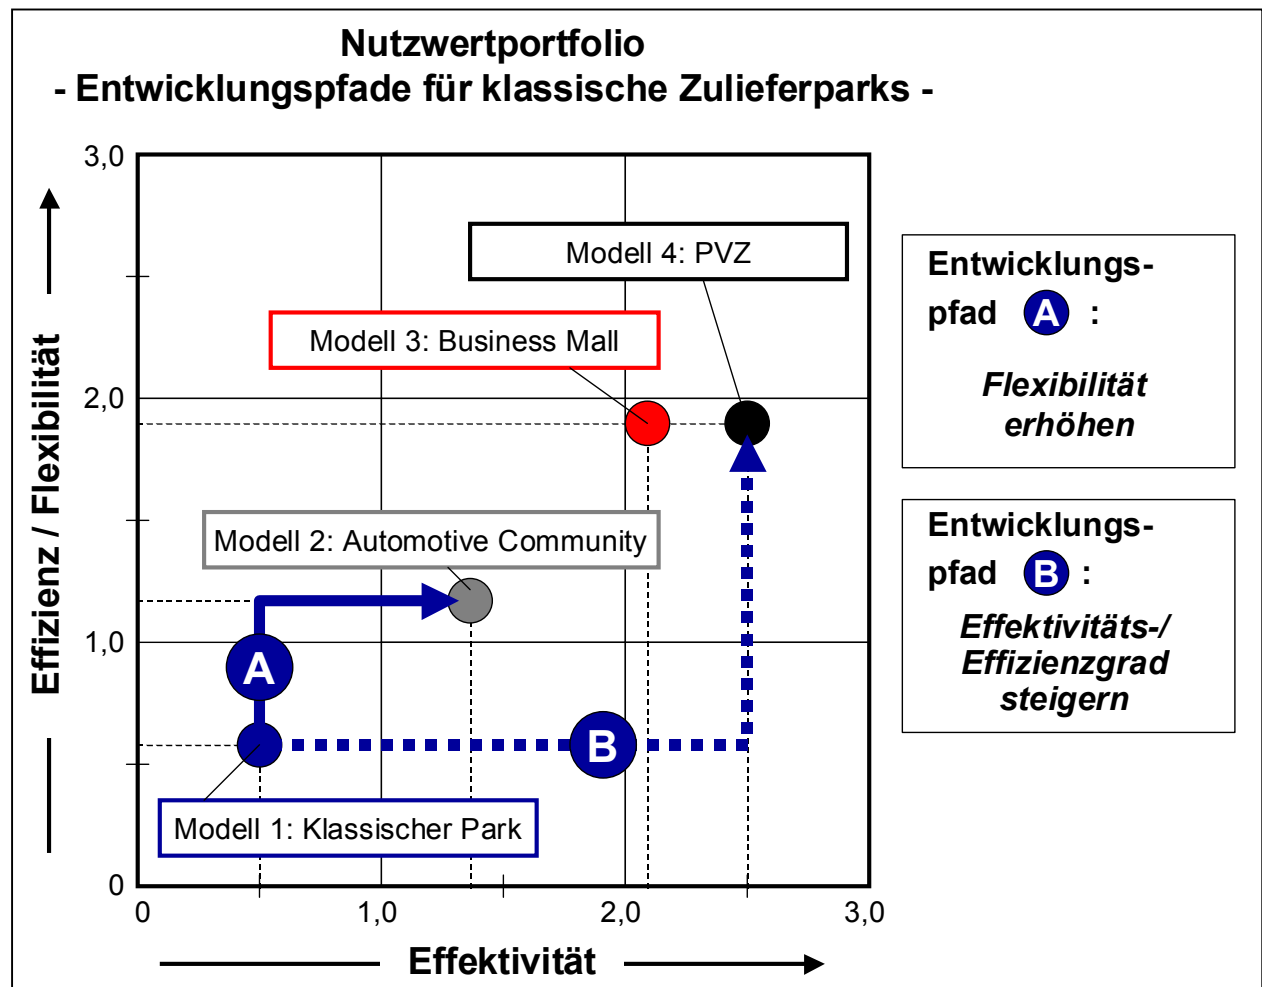 Nutzwertportfolio
- Entwicklungspfade für klassische Zulieferparks -
3,0
2,0
1,0
0
Effizienz / Flexibilität
Modell 4: PVZ
Modell 3: Business Mall
Modell 2: Automotive Community
A
B
Modell 1: Klassischer Park
0
1,0
2,0
3,0
Effektivität
Entwicklungs-
pfad A :
Flexibilität
erhöhen
Entwicklungs-
pfad B :
Effektivitäts-/
Effizienzgrad
steigern